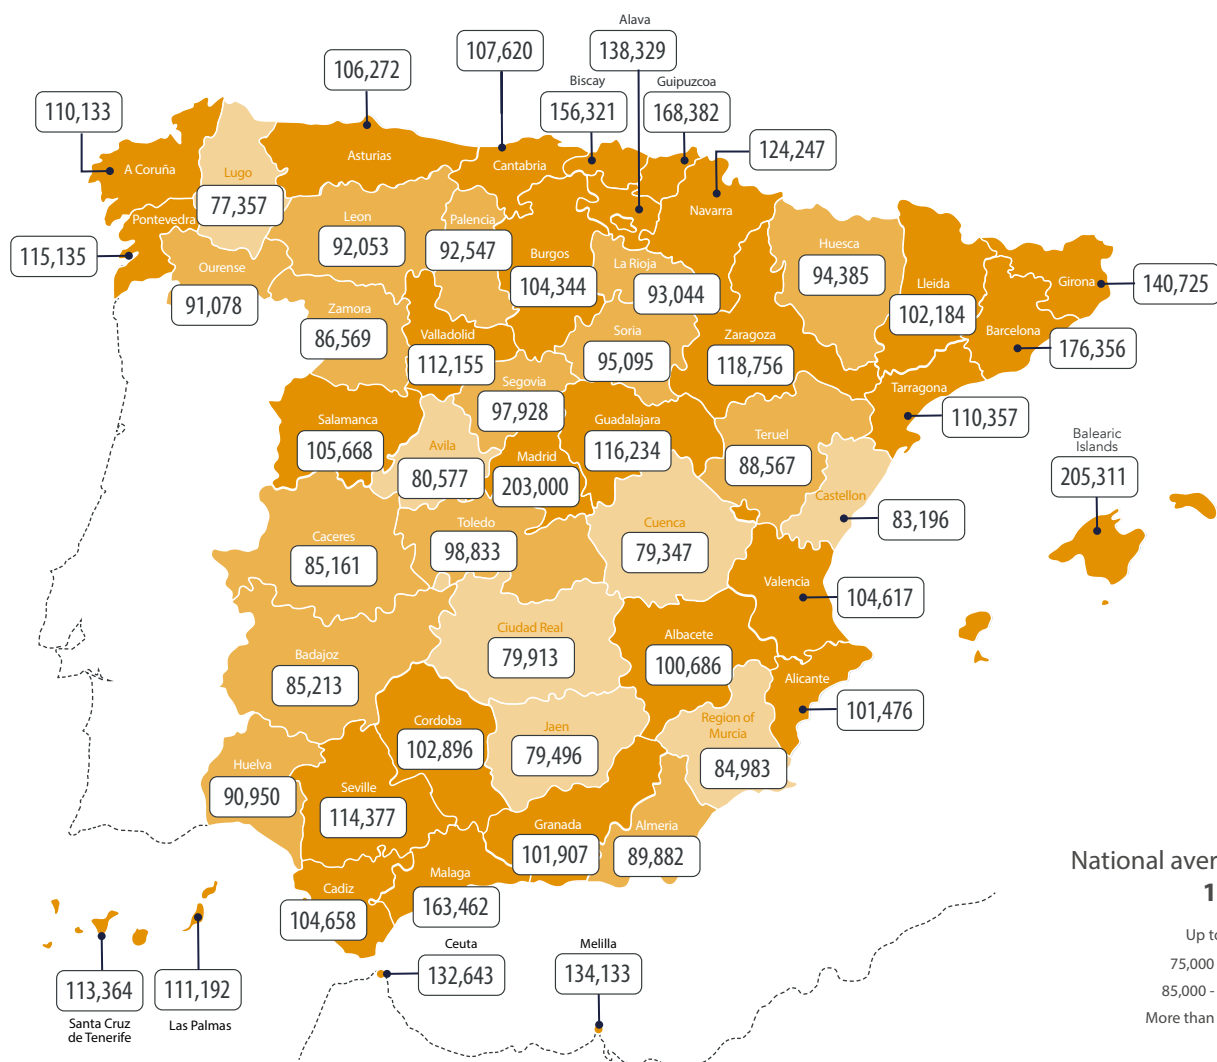 Alava
138,329
107,620
106,272
Biscay
156,321
Guipuzcoa
168,382
110,133
124,247
A Coruña
Lugo
77,357
Asturias
Cantabria
Navarra
Pontevedra
115,135
Leon
92,053
Palencia
92,547
Burgos
104,344
La Rioja
93,044
Huesca
94,385
Lleida
102,184
Girona
140,725
Ourense
91,078
Zamora
86,569
Valladolid
112,155
Soria
95,095
Zaragoza
118,756
Barcelona
176,356
Segovia
97,928
Tarragona
110,357
Salamanca
105,668
Avila
80,577
Madrid
203,000
Guadalajara
116,234
Teruel
88,567
Balearic
Islands
205,311
Castellon
83,196
Caceres
85,161
Toledo
98,833
Cuenca
79,347
Valencia
104,617
Ciudad Real
79,913
Albacete
100,686
Badajoz
85,213
Alicante
101,476
Cordoba
102,896
Jaen
79,496
Region of
Murcia
84,983
Huelva
90,950
Seville
114,377
Granada
101,907
Almeria
89,882
Malaga
163,462
Cadiz
104,658
National aver
1
Up to
75,000
85,000 -
More than
Ceuta
132,643
Melilla
134,133
113,364
Santa Cruz
de Tenerife
111,192
Las Palmas